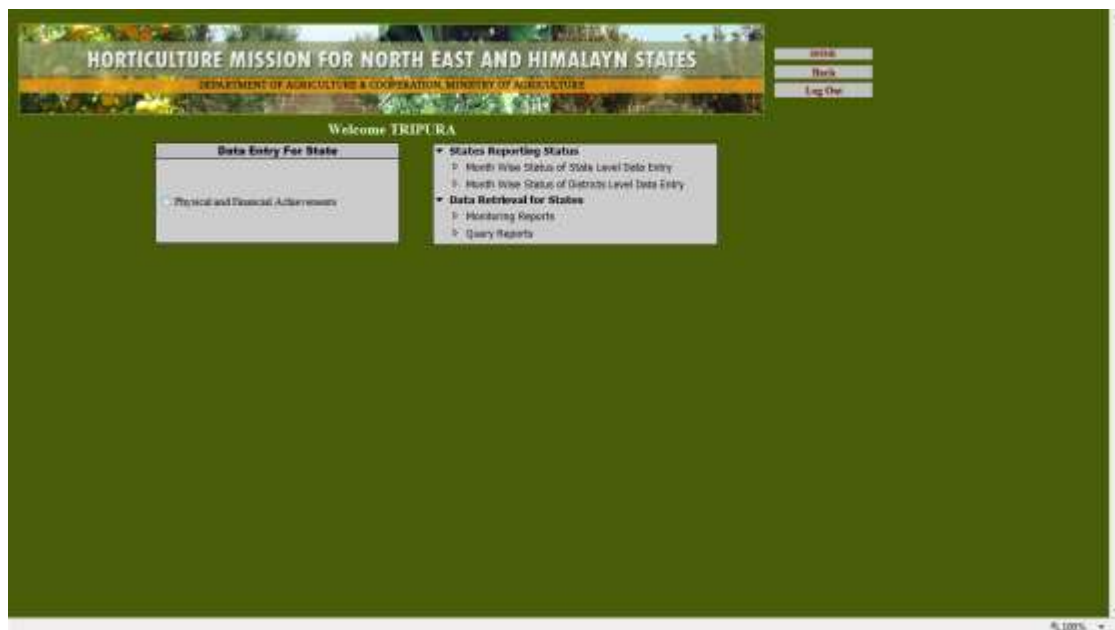 HORTICULTURE MISSION FOR NORTH EAST AND HIMALAYN STATES
DEPARTMENT OF AGRICULTURE & COOPERATION, MINISTRY OF AGRICULTURE
Back
Log Out
Welcome TRIPURA
Data Entry For State
Physical and Financial Achievements
States Reporting Status
Month Wise Status of State Level Data Entry
Month Wise Status of Districts Level Data Entry
Data Retrieval for States
Monitoring Reports
Query Reports
100%